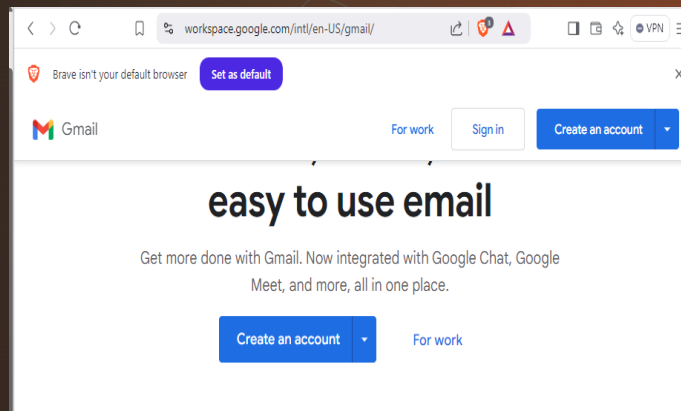 workspace.google.com/intl/en-US/gmail/
VPN
Brave isn't your default browser Set as default
Gmail For work Sign in Create an account
easy to use email
Get more done with Gmail. Now integrated with Google Chat, Google
Meet, and more, all in one place.
Create an account For work